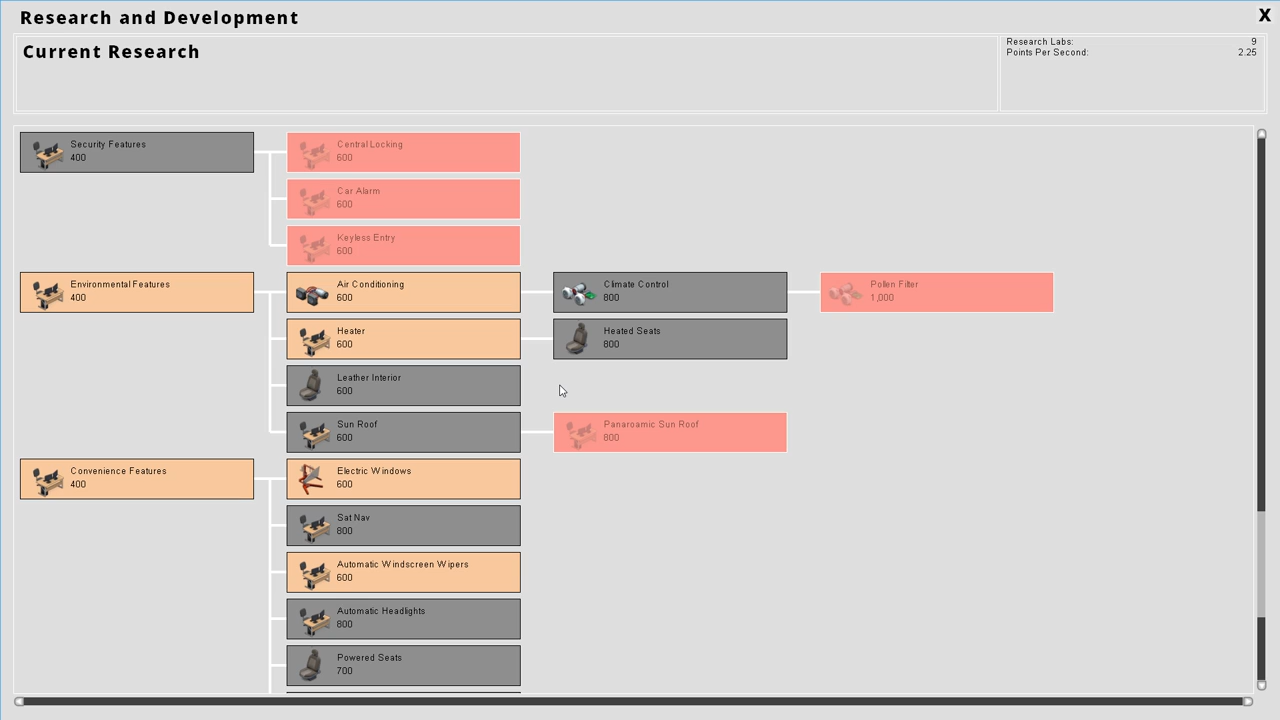 Research and Development
X
Current Research
Research Labs: 9
Points Per Second: 2.25
Security Features
400
Central Locking
600
Car Alarm
600
Keyless Entry
600
Environmental Features
400
Air Conditioning
600
Climate Control
800
Pollen Filter
1,000
Heater
600
Heated Seats
800
Leather Interior
600
Sun Roof
600
Panaroamic Sun Roof
800
Convenience Features
400
Electric Windows
600
Sat Nav
800
Automatic Windscreen Wipers
600
Automatic Headlights
800
Powered Seats
700